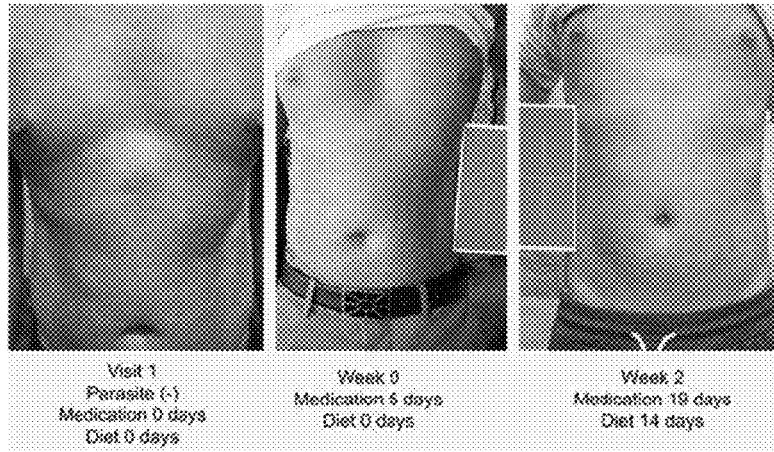 Visit 1
Parasite (-)
Medication 0 days
Diet 0 days
Week 0
Medication 5 days
Diet 0 days
Week 2
Medication 19 days
Diet 14 days